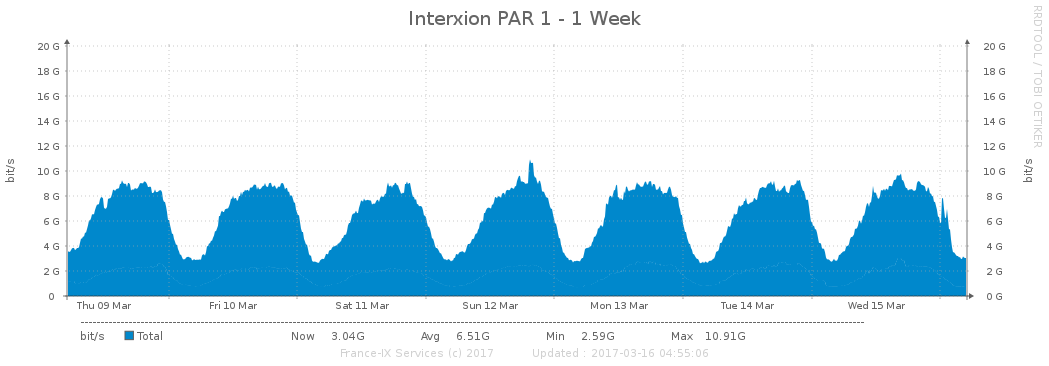 Interxion PAR 1 - 1 Week
RRDTOOL / TOBI OETIKER
bit/s
20 G 20 G
18 G 18 G
16 G 16 G
14 G 14 G
12 G 12 G
10 G 10 G
8 G 8 G
6 G 6 G
4 G 4 G
2 G 2 G
0 0 G
bit/s
Thu 09 Mar Fri 10 Mar Sat 11 Mar Sun 12 Mar Mon 13 Mar Tue 14 Mar Wed 15 Mar
bit/s Total Now 3.04G Avg 6.51G Min 2.59G Max 10.91G
France-IX Services (c) 2017 Updated : 2017-03-16 04:55:06